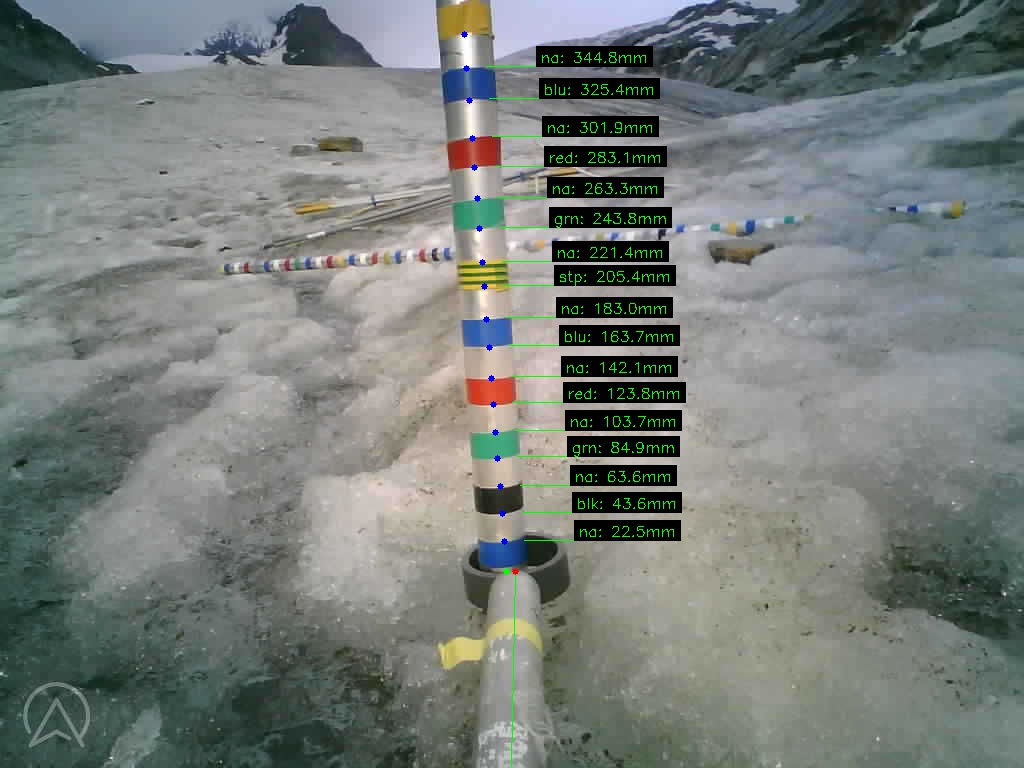 na: 344.8mm
blu: 325.4mm
na: 301.9mm
red: 283.1mm
na: 263.3mm
grn: 243.8mm
na: 221.4mm
stp: 205.4mm
na: 183.0mm
blu: 163.7mm
na: 142.1mm
red: 123.8mm
na: 103.7mm
grn: 84.9mm
na: 63.6mm
blk: 43.6mm
na: 22.5mm